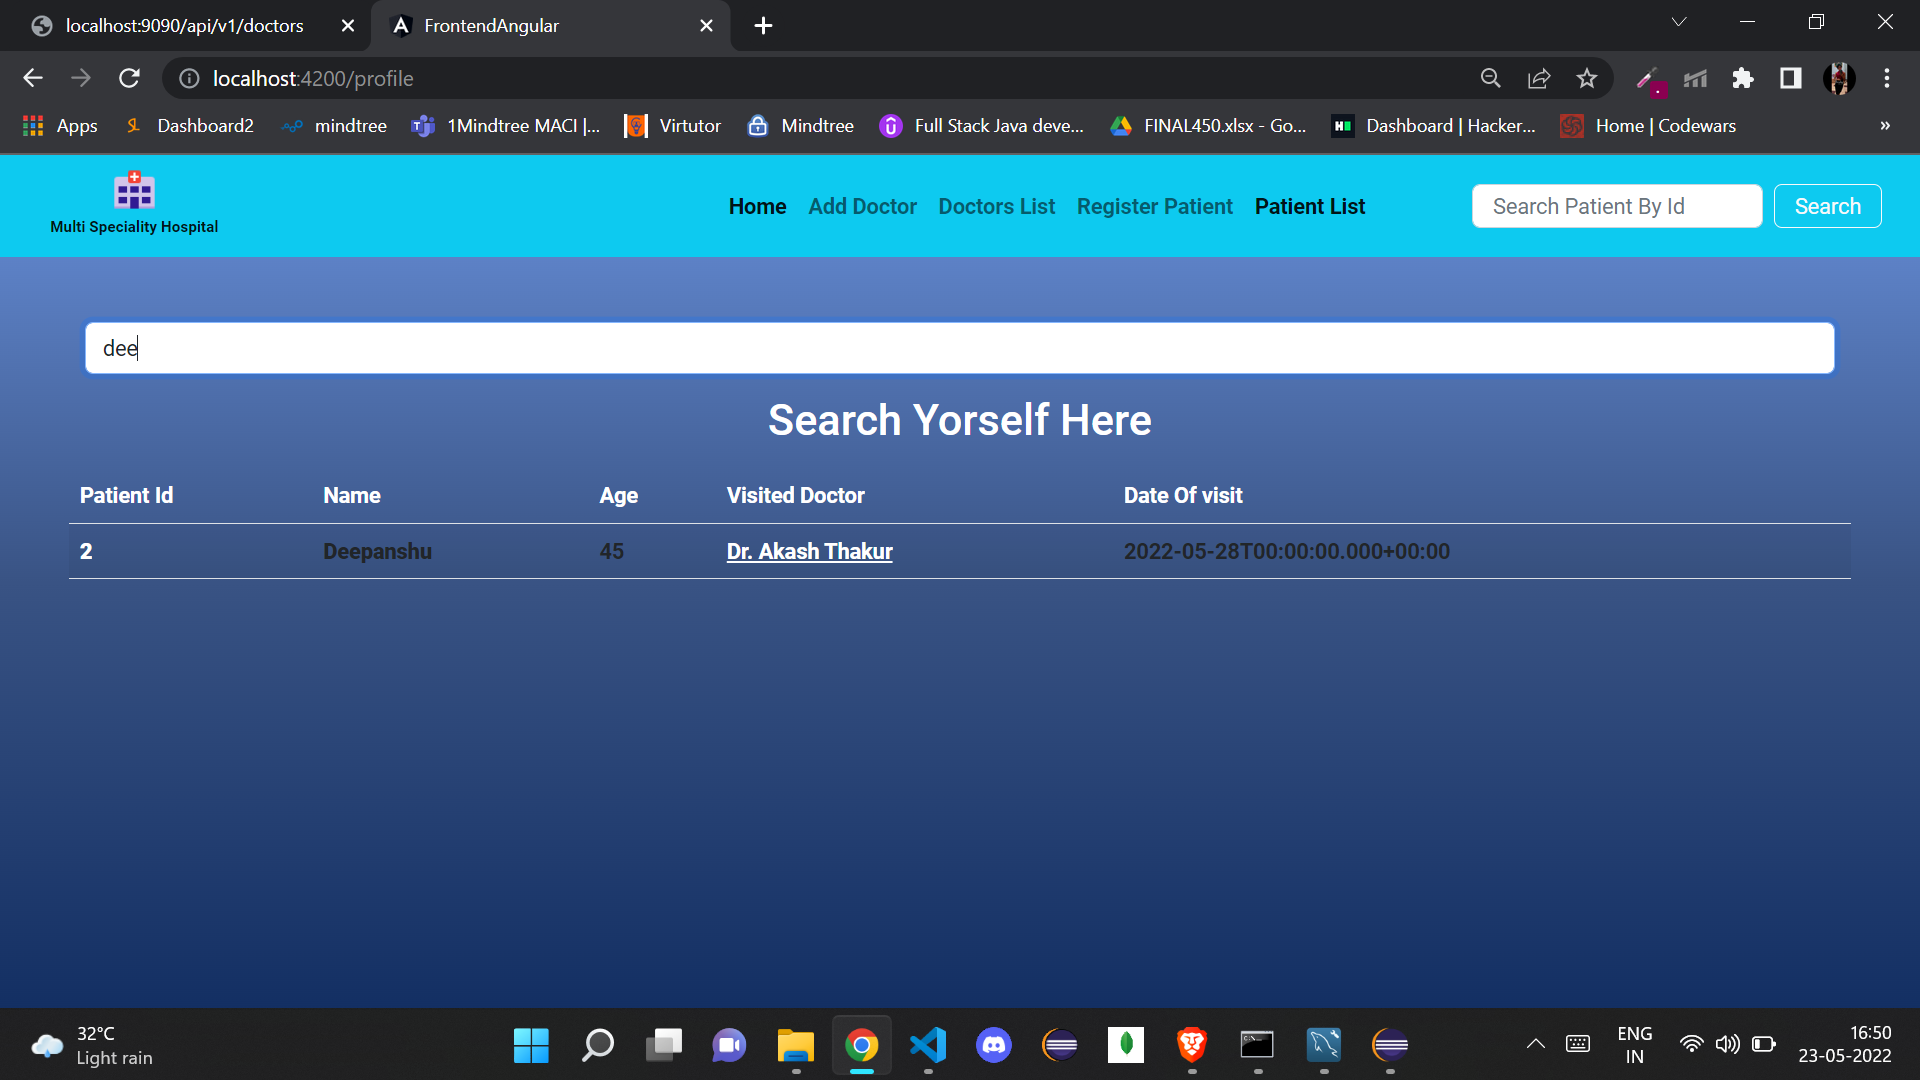 localhost:9090/api/v1/doctors
FrontendAngular
localhost:4200/profile
Apps
Dashboard2
mindtree
1Mindtree MACI |...
Virtutor
Mindtree
Full Stack Java deve...
FINAL450.xlsx - Go...
Dashboard | Hacker...
Home | Codewars
»
Multi Speciality Hospital
Home Add Doctor Doctors List Register Patient Patient List
Search Patient By Id
Search
dee
Search Yorself Here
Patient Id Name Age Visited Doctor Date Of visit
2 Deepanshu 45 Dr. Akash Thakur 2022-05-28T00:00:00.000+00:00
32°C
Light rain
ENG
IN
16:50
23-05-2022